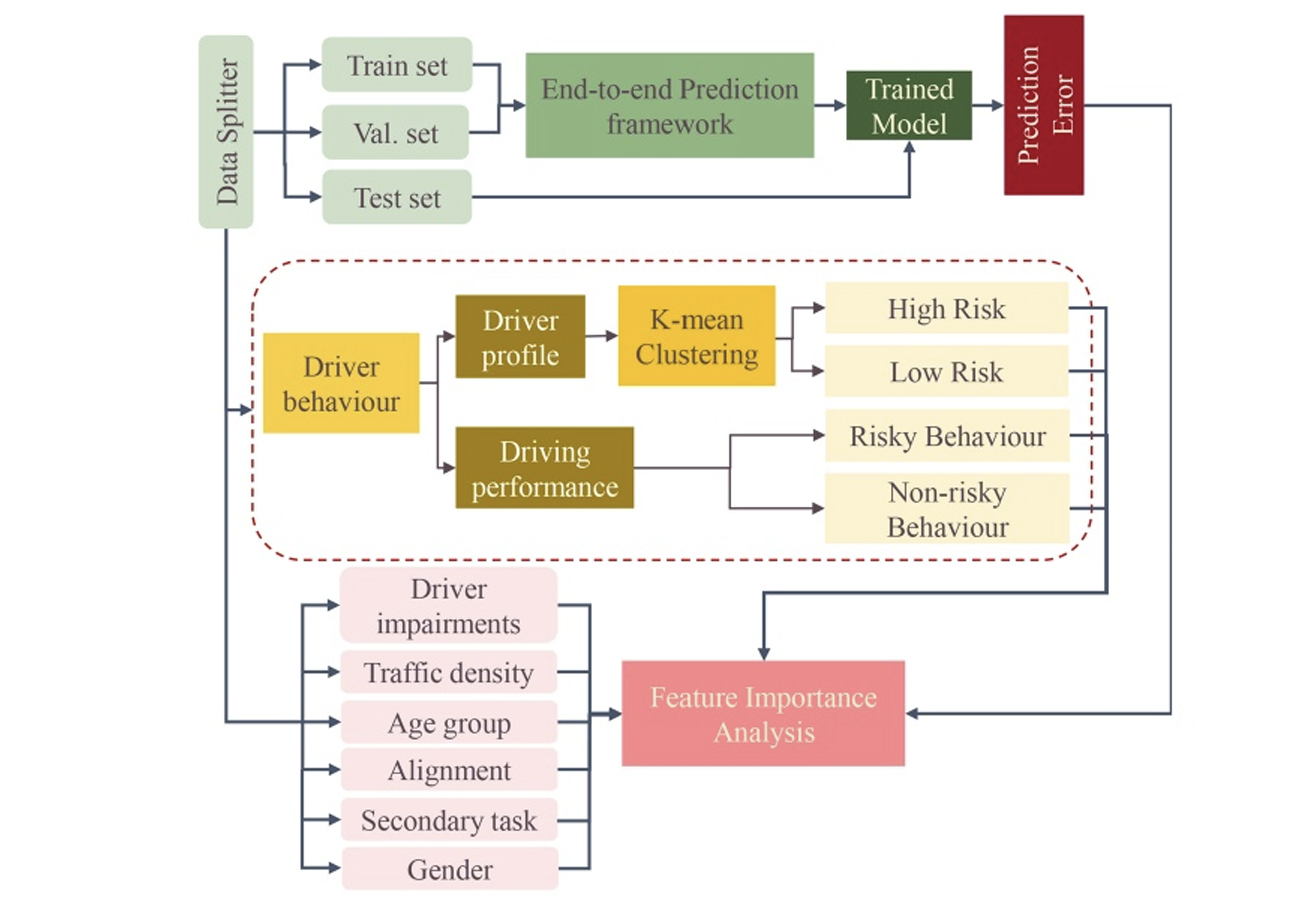 Data Splitter
Train set
Val. set
Test set
End-to-end Prediction
framework
Trained
Model
Prediction
Error
Driver
behaviour
Driver
profile
K-mean
Clustering
High Risk
Low Risk
Driving
performance
Risky Behaviour
Non-risky
Behaviour
Driver
impairments
Traffic density
Age group
Alignment
Secondary task
Gender
Feature Importance
Analysis